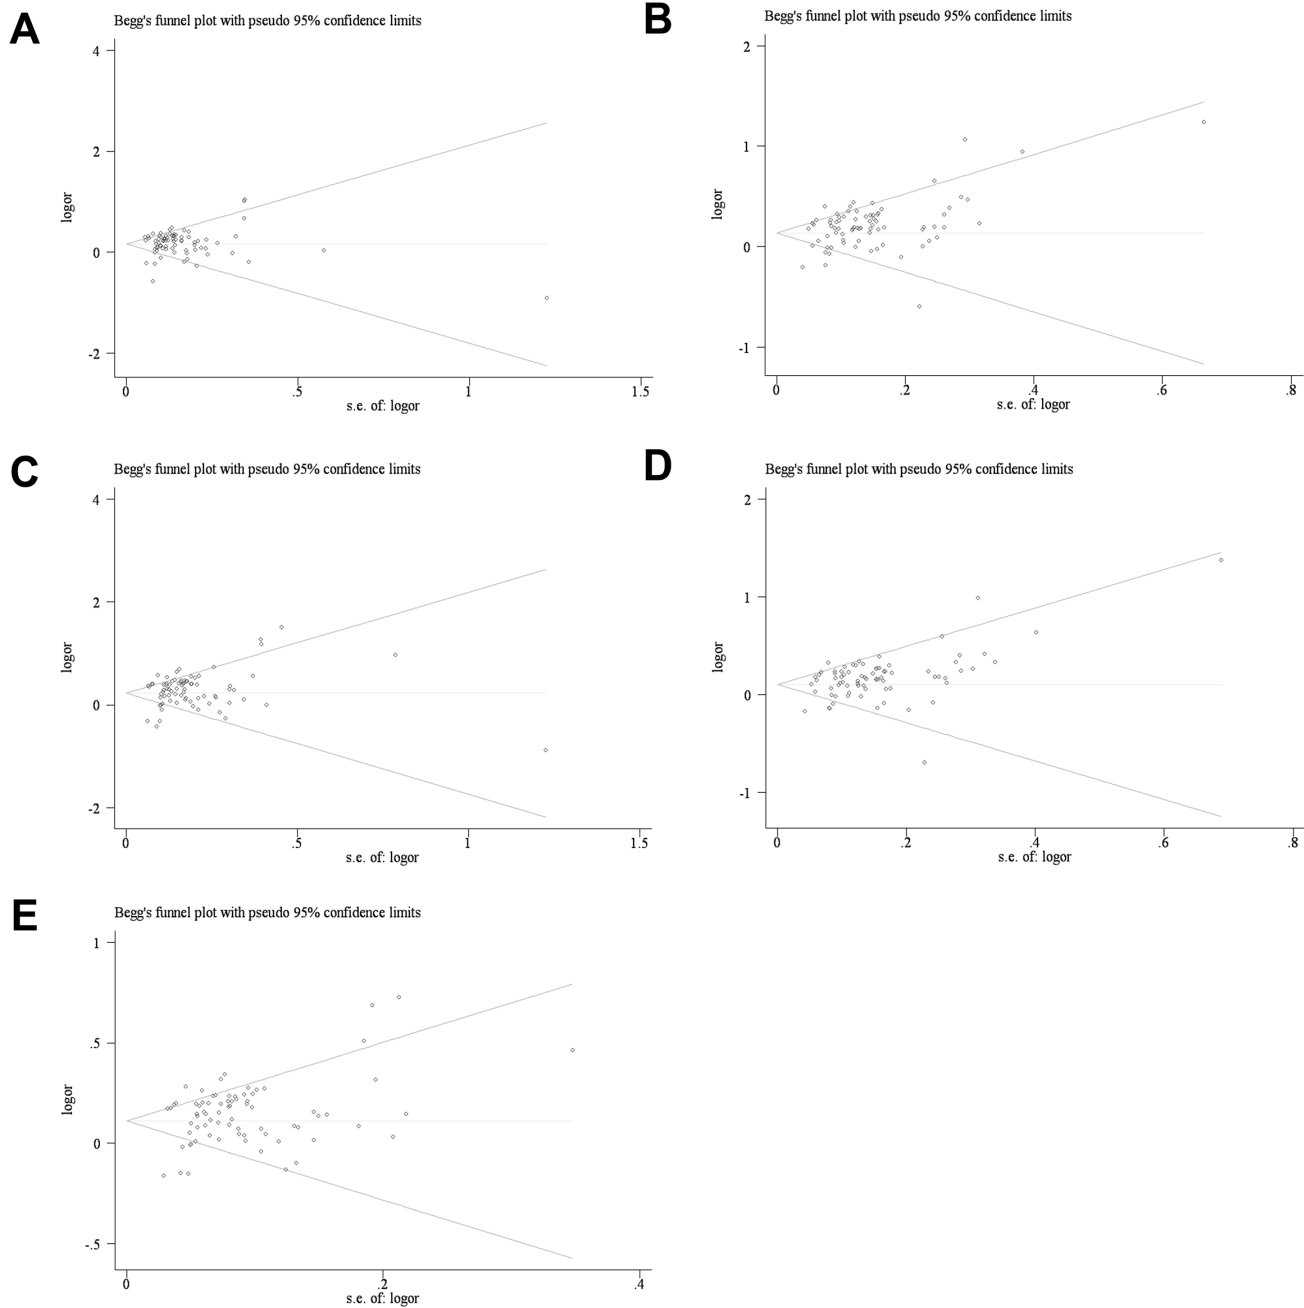 A
Begg's funnel plot with pseudo 95% confidence limits
4
2
0
-2
logor
0 .5 1 1.5
s.e. of: logor
B
Begg's funnel plot with pseudo 95% confidence limits
2
1
0
-1
logor
0 .2 .4 .6 .8
s.e. of: logor
C
Begg's funnel plot with pseudo 95% confidence limits
4
2
0
-2
logor
0 .5 1 1.5
s.e. of: logor
D
Begg's funnel plot with pseudo 95% confidence limits
2
1
0
-1
logor
0 .2 .4 .6 .8
s.e. of: logor
E
Begg's funnel plot with pseudo 95% confidence limits
1
.5
0
-.5
logor
0 .2 .4
s.e. of: logor